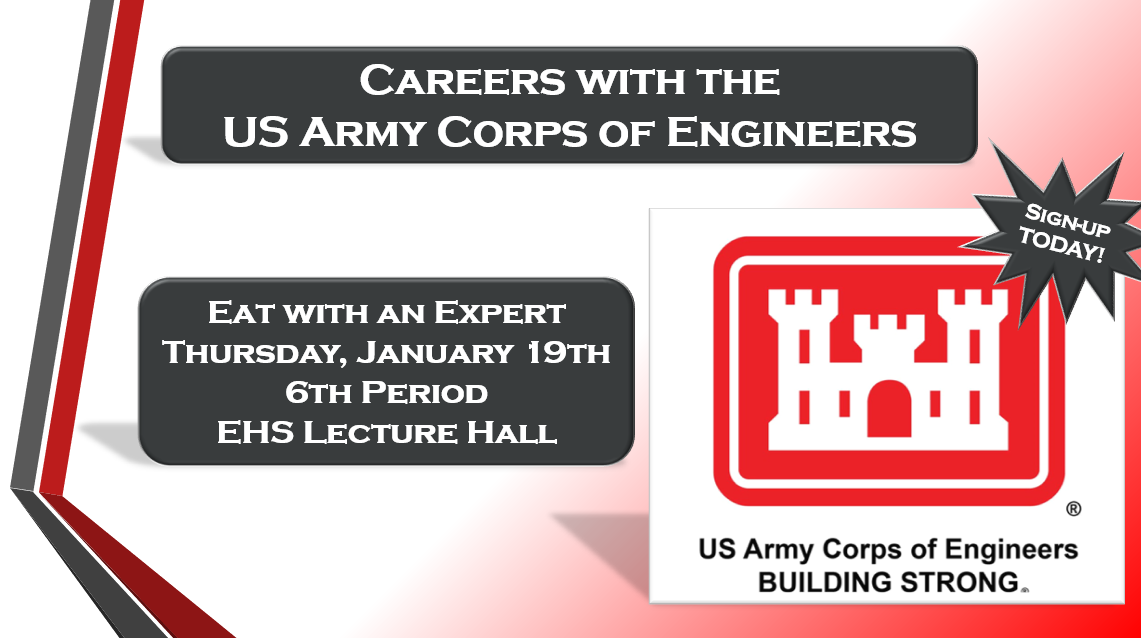 Careers with the
US Army Corps of Engineers
Sign-up
TODAY!
Eat with an Expert
Thursday, January 19th
6th Period
EHS Lecture Hall
®
US Army Corps of Engineers
BUILDING STRONG®